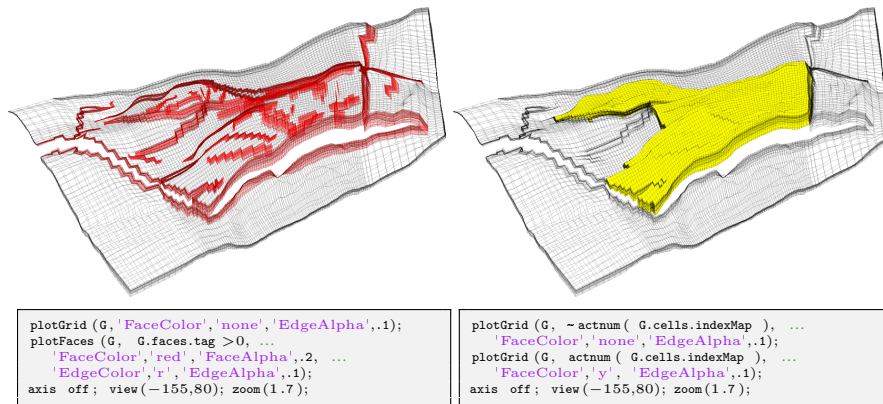 plotGrid (G,'FaceColor','none','EdgeAlpha',.1);
plotFaces (G, G.faces.tag >0, ...
'FaceColor','red','FaceAlpha',.2, ...
'EdgeColor','r','EdgeAlpha',.1);
axis off; view(−155,80); zoom(1.7);
plotGrid (G, ~actnum( G.cells.indexMap ), ...
'FaceColor','none','EdgeAlpha',.1);
plotGrid (G, actnum( G.cells.indexMap ), ...
'FaceColor','y', 'EdgeAlpha',.1);
axis off; view(−155,80); zoom(1.7);